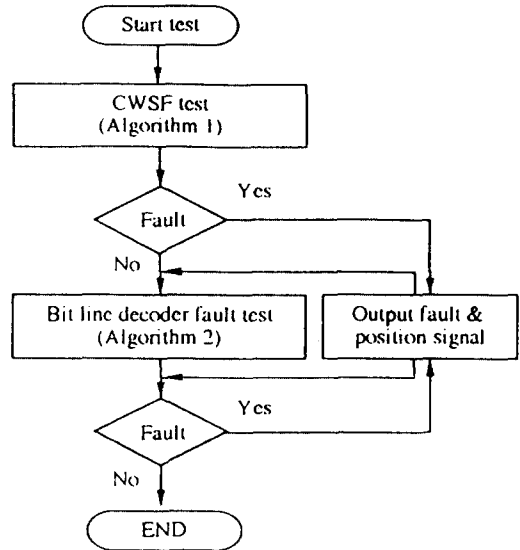 Start test
CWSF test
(Algorithm 1)
Yes
Fault
No
Bit line decoder fault test
(Algorithm 2)
Output fault &
position signal
Yes
Fault
No
END